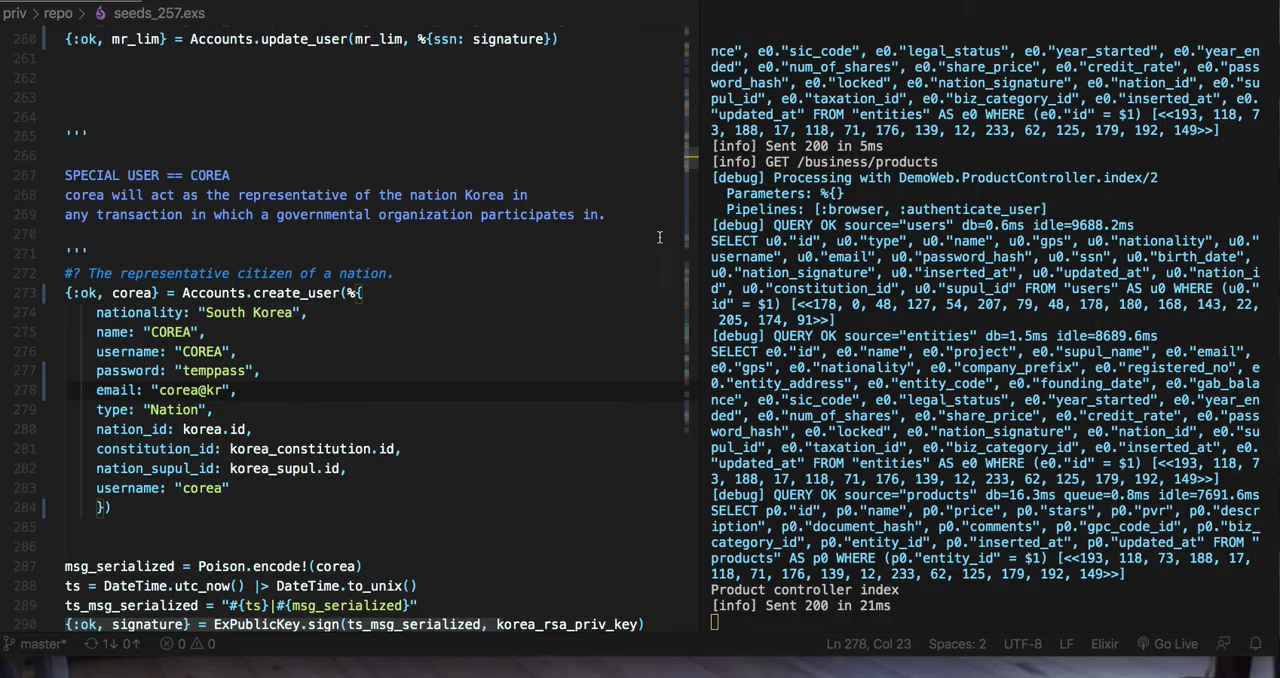 priv > repo > seeds_257.exs
260 {:ok, mr_lim} = Accounts.update_user(mr_lim, %{ssn: signature})
261
262
263
264
265 '''
266
267 SPECIAL USER == COREA
268 corea will act as the representative of the nation Korea in
269 any transaction in which a governmental organization participates in.
270
271 '''
272 #? The representative citizen of a nation.
273 {:ok, corea} = Accounts.create_user(%{
274 nationality: "South Korea",
275 name: "COREA",
276 username: "COREA",
277 password: "temppass",
278 email: "corea@kr",
279 type: "Nation",
280 nation_id: korea.id,
281 constitution_id: korea_constitution.id,
282 nation_supul_id: korea_supul.id,
283 username: "corea"
284 })
285
286
287 msg_serialized = Poison.encode!(corea)
288 ts = DateTime.utc_now() |> DateTime.to_unix()
289 ts_msg_serialized = "#{ts}|#{msg_serialized}"
290 {:ok, signature} = ExPublicKey.sign(ts_msg_serialized, korea_rsa_priv_key)
nce", e0."sic_code", e0."legal_status", e0."year_started", e0."year_en
ded", e0."num_of_shares", e0."share_price", e0."credit_rate", e0."pass
word_hash", e0."locked", e0."nation_signature", e0."nation_id", e0."su
pul_id", e0."taxation_id", e0."biz_category_id", e0."inserted_at", e0.
"updated_at" FROM "entities" AS e0 WHERE (e0."id" = $1) [<<193, 118, 7
3, 188, 17, 118, 71, 176, 139, 12, 233, 62, 125, 179, 192, 149>>]
[info] Sent 200 in 5ms
[info] GET /business/products
[debug] Processing with DemoWeb.ProductController.index/2
Parameters: %{}
Pipelines: [:browser, :authenticate_user]
[debug] QUERY OK source="users" db=0.6ms idle=9688.2ms
SELECT u0."id", u0."type", u0."name", u0."gps", u0."nationality", u0."
username", u0."email", u0."password_hash", u0."ssn", u0."birth_date",
u0."nation_signature", u0."inserted_at", u0."updated_at", u0."nation_i
d", u0."constitution_id", u0."supul_id" FROM "users" AS u0 WHERE (u0."
id" = $1) [<<178, 0, 48, 127, 54, 207, 79, 48, 178, 180, 168, 143, 22,
205, 174, 91>>]
[debug] QUERY OK source="entities" db=1.5ms idle=8689.6ms
SELECT e0."id", e0."name", e0."project", e0."supul_name", e0."email",
e0."gps", e0."nationality", e0."company_prefix", e0."registered_no", e
0."entity_address", e0."entity_code", e0."founding_date", e0."gab_bala
nce", e0."sic_code", e0."legal_status", e0."year_started", e0."year_en
ded", e0."num_of_shares", e0."share_price", e0."credit_rate", e0."pass
word_hash", e0."locked", e0."nation_signature", e0."nation_id", e0."su
pul_id", e0."taxation_id", e0."biz_category_id", e0."inserted_at", e0.
"updated_at" FROM "entities" AS e0 WHERE (e0."id" = $1) [<<193, 118, 7
3, 188, 17, 118, 71, 176, 139, 12, 233, 62, 125, 179, 192, 149>>]
[debug] QUERY OK source="products" db=16.3ms queue=0.8ms idle=7691.6ms
SELECT p0."id", p0."name", p0."price", p0."stars", p0."pvr", p0."descr
iption", p0."document_hash", p0."comments", p0."gpc_code_id", p0."biz_
category_id", p0."entity_id", p0."inserted_at", p0."updated_at" FROM "
products" AS p0 WHERE (p0."entity_id" = $1) [<<193, 118, 73, 188, 17,
118, 71, 176, 139, 12, 233, 62, 125, 179, 192, 149>>]
Product controller index
[info] Sent 200 in 21ms
master* 1↓ 0↑ 0 0 Ln 278, Col 23 Spaces: 2 UTF-8 LF Elixir Go Live